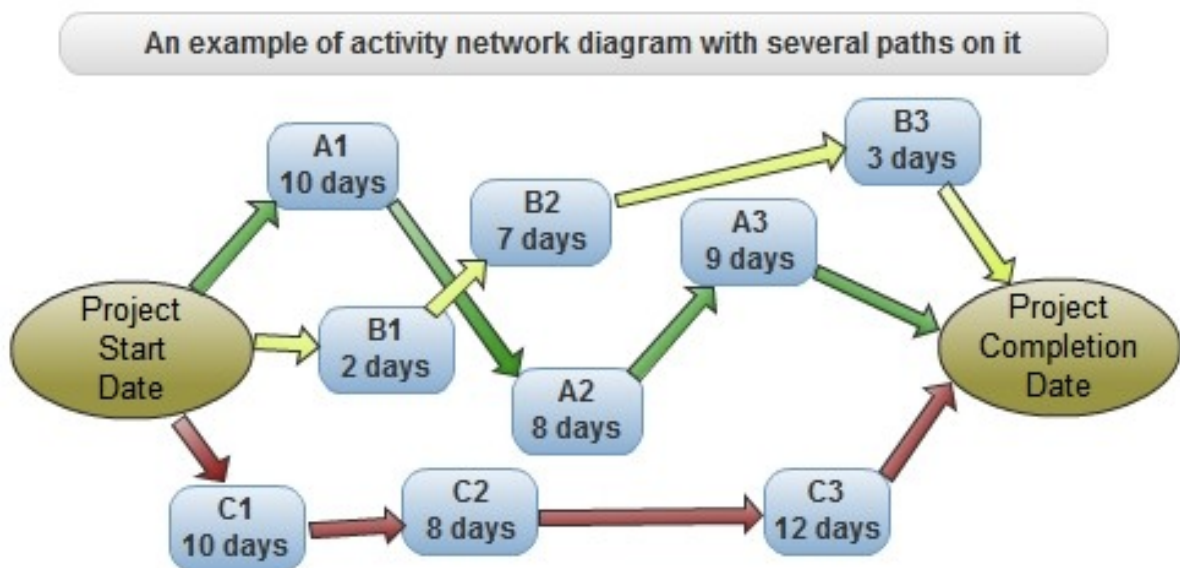 An example of activity network diagram with several paths on it
A1
10 days
B3
3 days
B2
7 days
A3
9 days
Project
Start
Date
B1
2 days
Project
Completion
Date
A2
8 days
C1
10 days
C2
8 days
C3
12 days